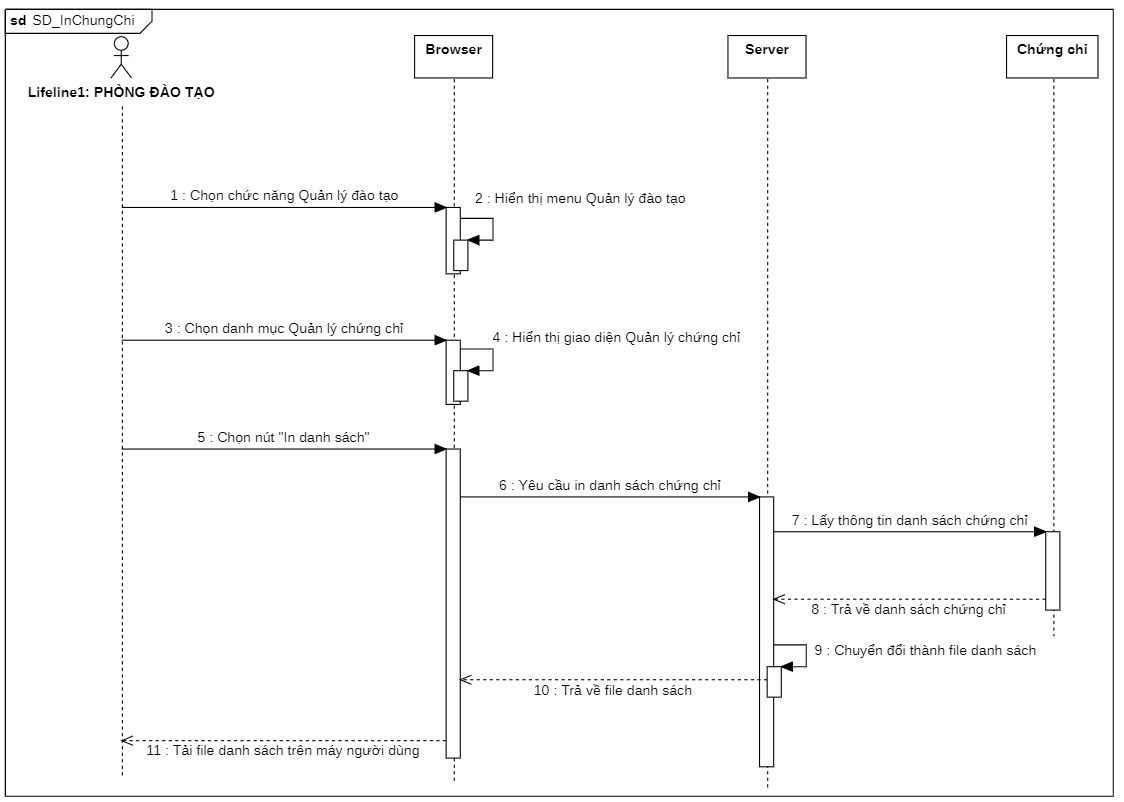 sd SD_InChungChi
Browser
Server
Chứng chỉ
Lifeline1: PHÒNG ĐÀO TẠO
1 : Chọn chức năng Quản lý đào tạo
2 : Hiển thị menu Quản lý đào tạo
3 : Chọn danh mục Quản lý chứng chỉ
4 : Hiển thị giao diện Quản lý chứng chỉ
5 : Chọn nút "In danh sách"
6 : Yêu cầu in danh sách chứng chỉ
7 : Lấy thông tin danh sách chứng chỉ
8 : Trả về danh sách chứng chỉ
9 : Chuyển đổi thành file danh sách
10 : Trả về file danh sách
11 : Tải file danh sách trên máy người dùng